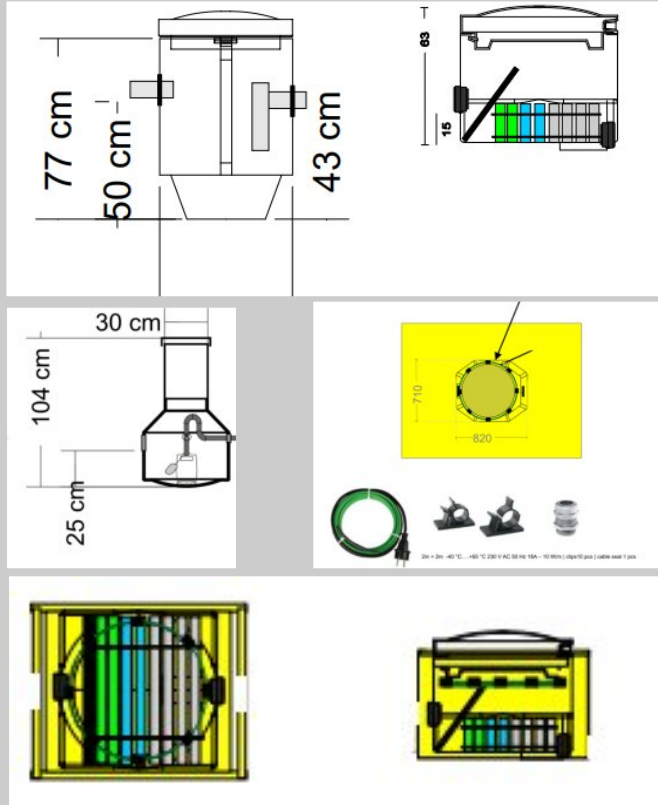 77 cm
50 cm
43 cm
63
15
30 cm
104 cm
25 cm
710
820
2m + 2m -40 °C....+65 °C 230 V AC 50 Hz 16A – 10 W/m | clips10 pcs | cable seal 1 pcs